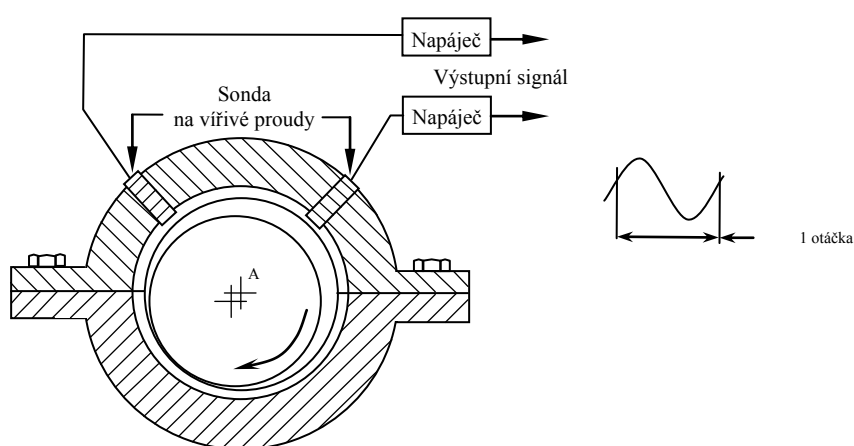 Napáječ
Výstupní signál
Sonda
na vířivé proudy
Napáječ
A
1 otáčka